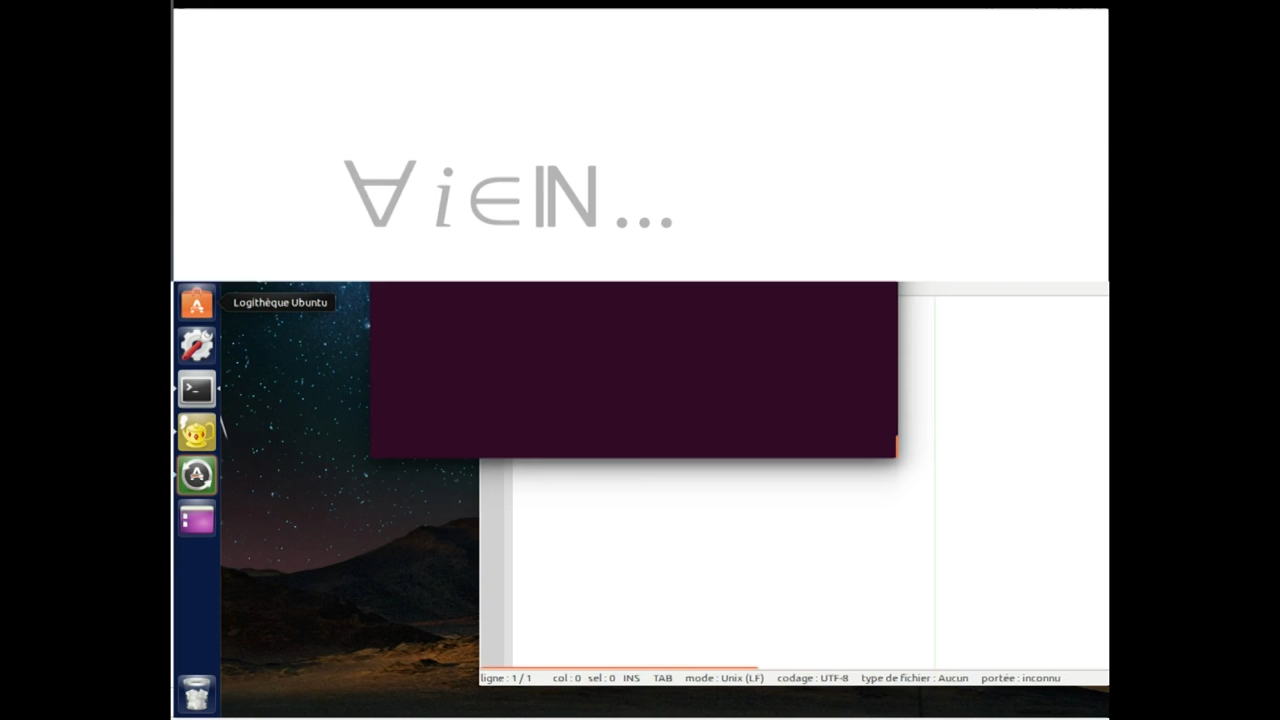 ∀ i ∈ ℕ...
Logithèque Ubuntu
ligne : 1 / 1 col : 0 sel : 0 INS TAB mode : Unix (LF) codage : UTF-8 type de fichier : Aucun portée : inconnu